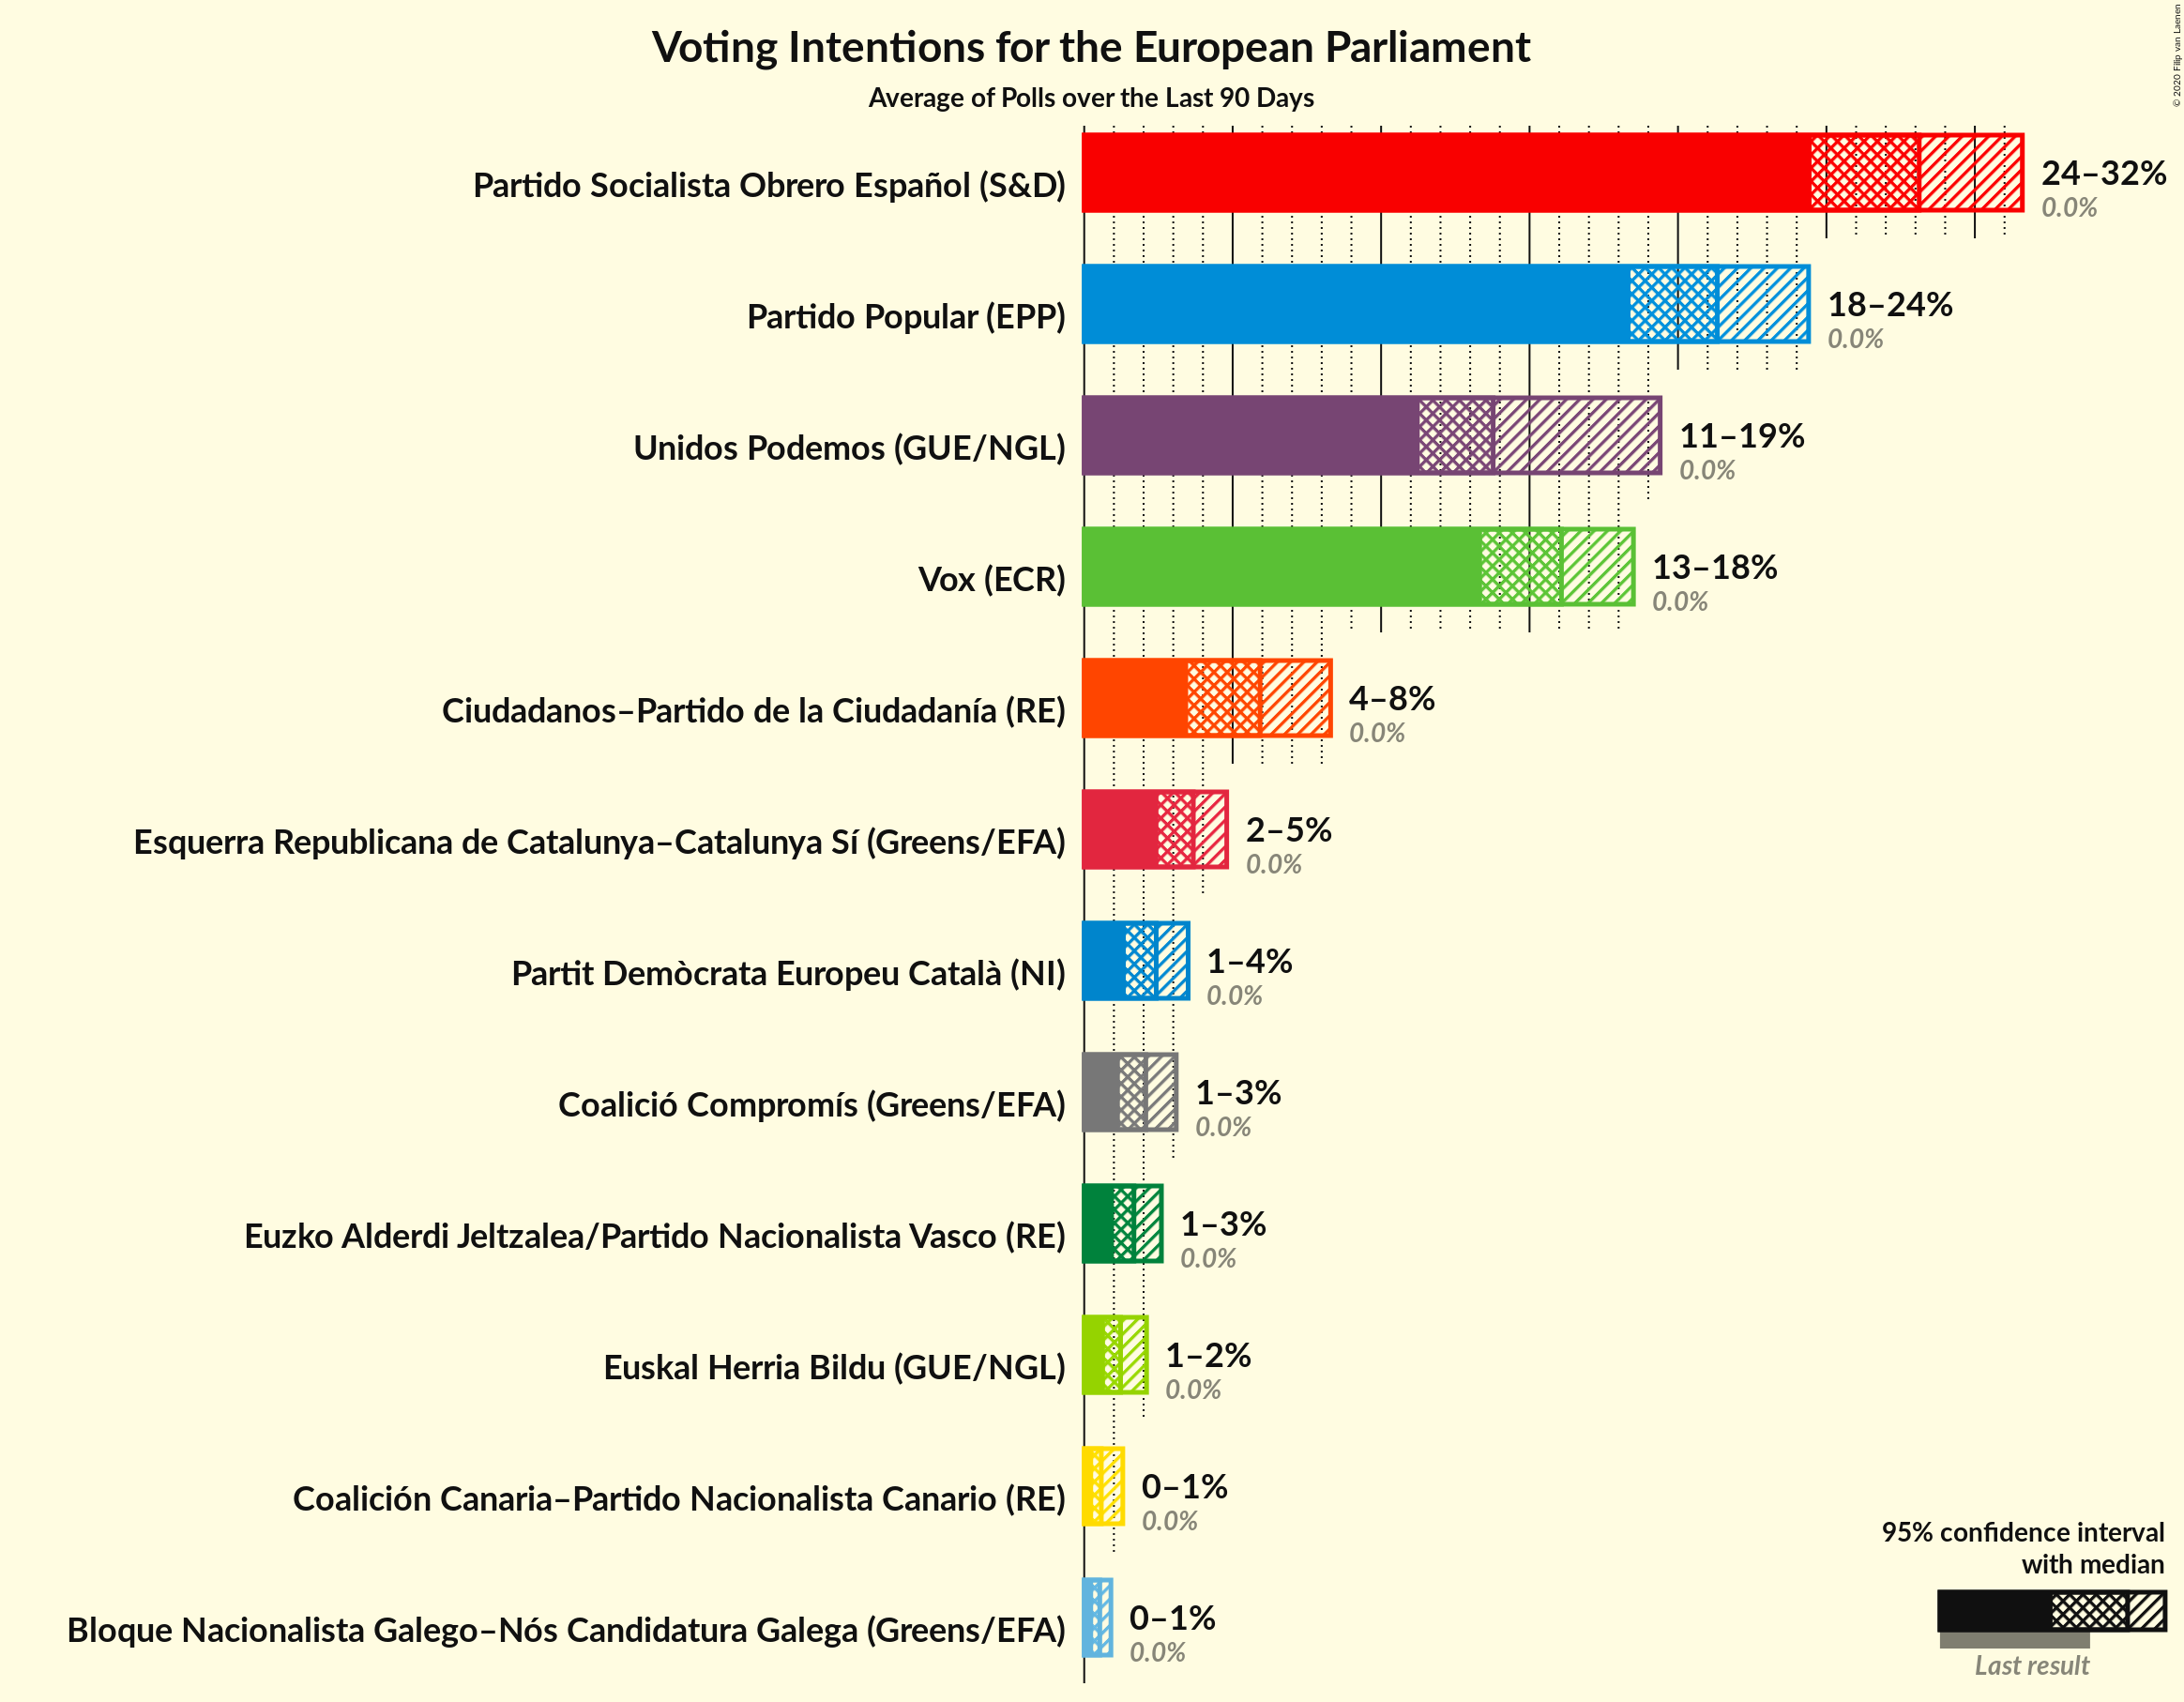 Voting Intentions for the European Parliament
Average of Polls over the Last 90 Days
© 2020 Filip van Laenen
Partido Socialista Obrero Español (S&D)
24–32%
0.0%
Partido Popular (EPP)
18–24%
0.0%
Unidos Podemos (GUE/NGL)
11–19%
0.0%
Vox (ECR)
13–18%
0.0%
Ciudadanos–Partido de la Ciudadanía (RE)
4–8%
0.0%
Esquerra Republicana de Catalunya–Catalunya Sí (Greens/EFA)
2–5%
0.0%
Partit Demòcrata Europeu Català (NI)
1–4%
0.0%
Coalició Compromís (Greens/EFA)
1–3%
0.0%
Euzko Alderdi Jeltzalea/Partido Nacionalista Vasco (RE)
1–3%
0.0%
Euskal Herria Bildu (GUE/NGL)
1–2%
0.0%
Coalición Canaria–Partido Nacionalista Canario (RE)
0–1%
0.0%
Bloque Nacionalista Galego–Nós Candidatura Galega (Greens/EFA)
0–1%
0.0%
95% confidence interval
with median
Last result